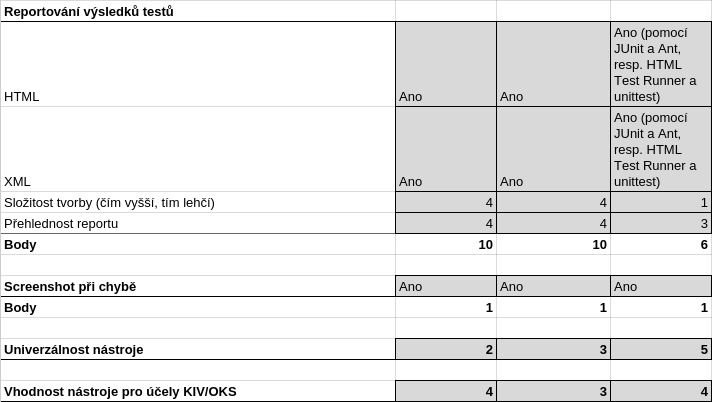 Reportování výsledků testů
HTML Ano Ano Ano (pomocí
JUnit a Ant,
resp. HTML
Test Runner a
unittest)
XML Ano Ano Ano (pomocí
JUnit a Ant,
resp. HTML
Test Runner a
unittest)
Složitost tvorby (čím vyšší, tím lehčí) 4 4 1
Přehlednost reportu 4 4 3
Body 10 10 6
Screenshot při chybě Ano Ano Ano
Body 1 1 1
Univerzálnost nástroje 2 3 5
Vhodnost nástroje pro účely KIV/OKS 4 3 4